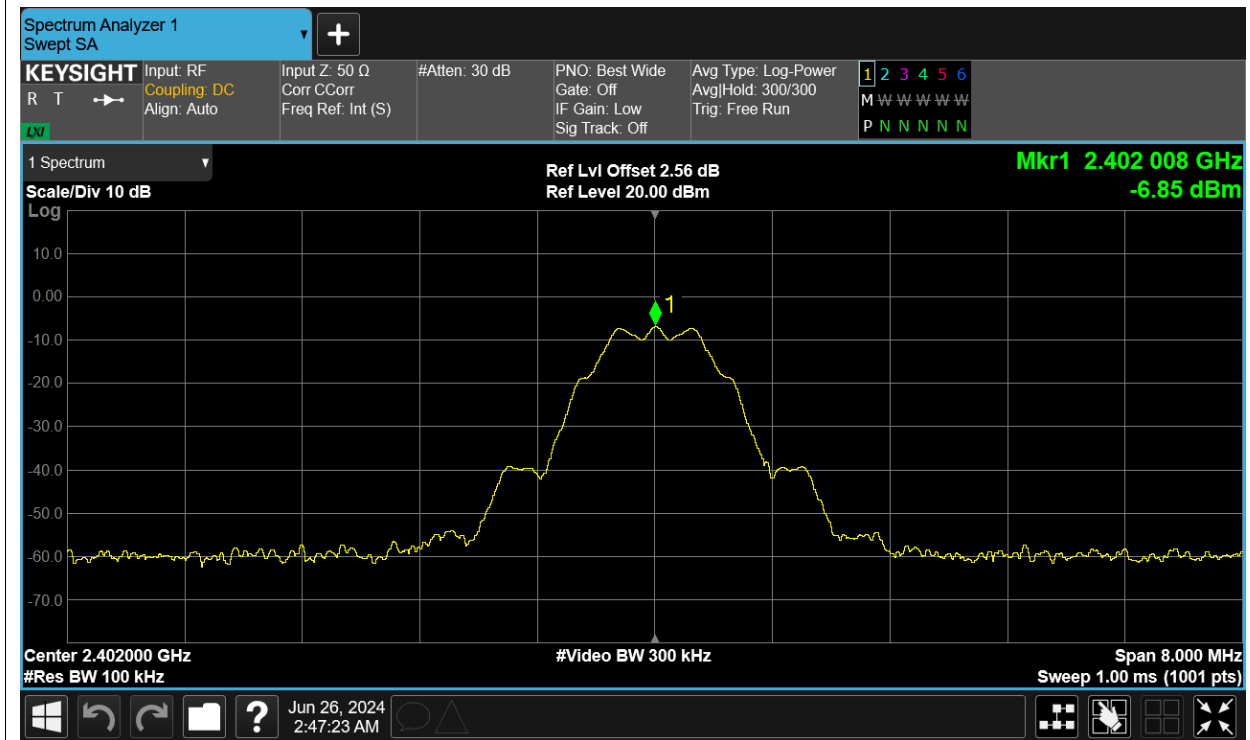 Spectrum Analyzer 1
Swept SA
KEYSIGHT
R T
LXI
Input: RF
Coupling: DC
Align: Auto
Input Z: 50 Ω
Corr CCorr
Freq Ref: Int (S)
#Atten: 30 dB
PNO: Best Wide
Gate: Off
IF Gain: Low
Sig Track: Off
Avg Type: Log-Power
Avg|Hold: 300/300
Trig: Free Run
1 2 3 4 5 6
M W W W W W
P N N N N N
1 Spectrum
Scale/Div 10 dB
Ref Lvl Offset 2.56 dB
Ref Level 20.00 dBm
Mkr1 2.402 008 GHz
-6.85 dBm
Log
10.0
0.00
-10.0
-20.0
-30.0
-40.0
-50.0
-60.0
-70.0
1
Center 2.402000 GHz
#Res BW 100 kHz
#Video BW 300 kHz
Span 8.000 MHz
Sweep 1.00 ms (1001 pts)
?
Jun 26, 2024
2:47:23 AM